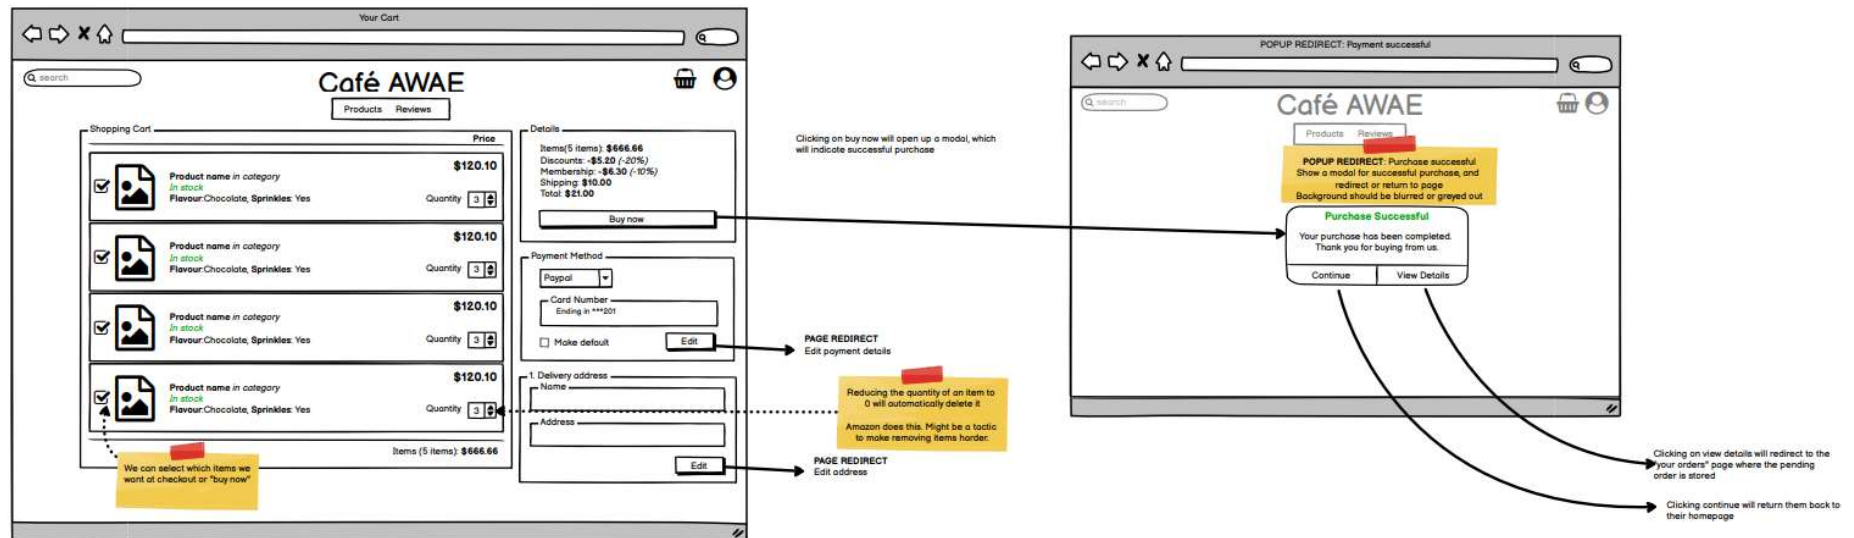 Your Cart
search
Café AWAE
Products Reviews
Shopping Cart
Price
$120.10
Product name in category
In stock
Flavour:Chocolate, Sprinkles: Yes
Quantity 3
$120.10
Product name in category
In stock
Flavour:Chocolate, Sprinkles: Yes
Quantity 3
$120.10
Product name in category
In stock
Flavour:Chocolate, Sprinkles: Yes
Quantity 3
$120.10
Product name in category
In stock
Flavour:Chocolate, Sprinkles: Yes
Quantity 3
Items (5 items): $666.66
We can select which items we
want at checkout or "buy now"
Details
Items(5 items): $666.66
Discounts: -$5.20 (-20%)
Membership: -$6.30 (-10%)
Shipping: $10.00
Total: $21.00
Buy now
Payment Method
Paypal
Card Number
Ending in ***201
Make default
Edit
1. Delivery address
Name
Address
Edit
Clicking on buy now will open up a modal, which
will indicate successful purchase
PAGE REDIRECT
Edit payment details
Reducing the quantity of an item to
0 will automatically delete it
Amazon does this. Might be a tactic
to make removing items harder.
PAGE REDIRECT
Edit address
POPUP REDIRECT: Payment successful
search
Café AWAE
Products Reviews
POPUP REDIRECT: Purchase successful
Show a modal for successful purchase, and
redirect or return to page
Background should be blurred or greyed out
Purchase Successful
Your purchase has been completed.
Thank you for buying from us.
Continue View Details
Clicking on view details will redirect to the
"your orders" page where the pending
order is stored
Clicking continue will return them back to
their homepage